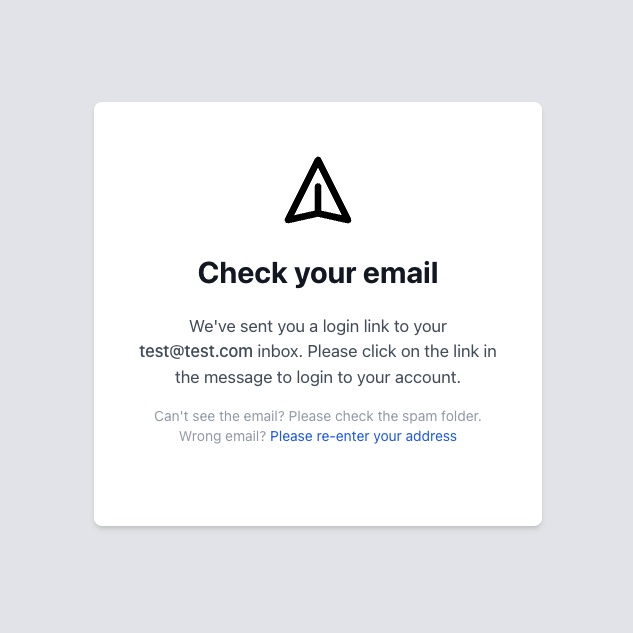 Check your email
We've sent you a login link to your
test@test.com inbox. Please click on the link in
the message to login to your account.
Can't see the email? Please check the spam folder.
Wrong email? Please re-enter your address